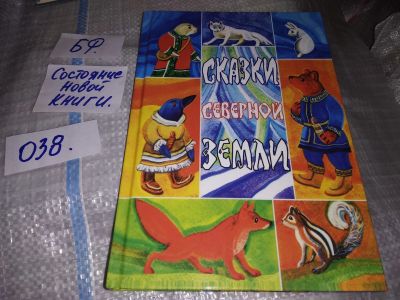 БФ.
Состояние
Новой
Книги.
038.
СКАЗКИ
СЕВЕРНОЙ
ЗЕМЛИ